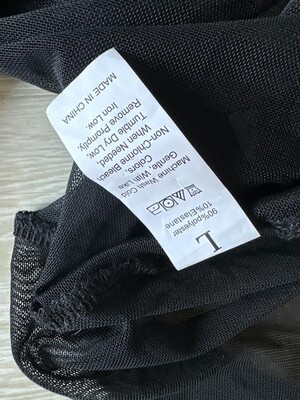 L
90%polyester
10%Elastane
Machine Wash Cold
Gentle, With Like
Colors,
Non-Chlorine Bleach
When Needed,
Tumble Dry Low,
Remove Promptly,
Iron Low.
MADE IN CHINA